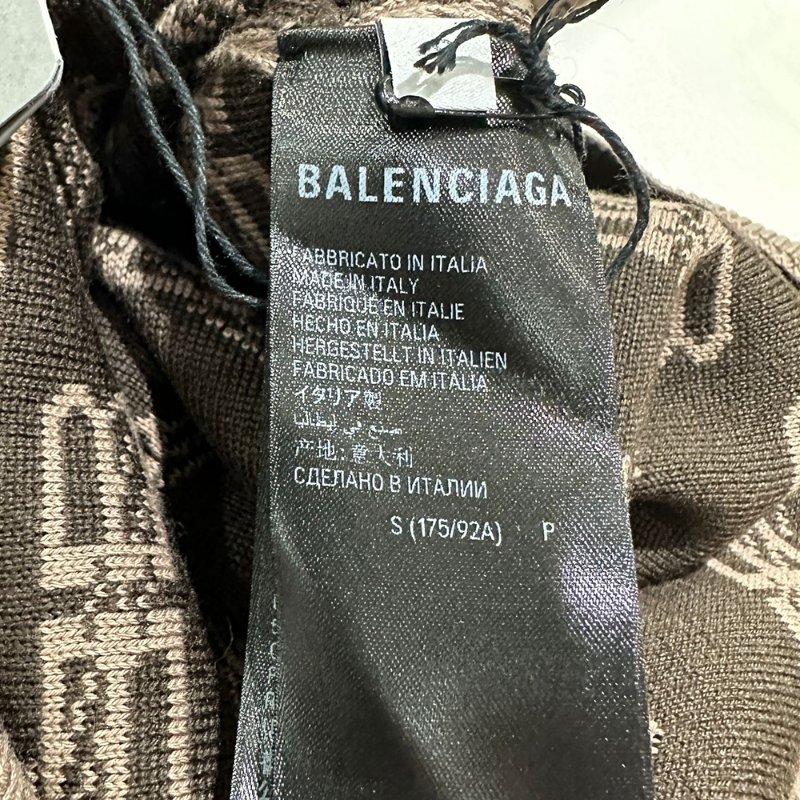 BALENCIAGA
FABBRICATO IN ITALIA
MADE IN ITALY
FABRIQUÉ EN ITALIE
HECHO EN ITALIA
HERGESTELLT IN ITALIEN
FABRICADO EM ITÁLIA
イタリア製
صنع في إيطاليا
产地:意大利
СДЕЛАНО В ИТАЛИИ
S (175/92A) P